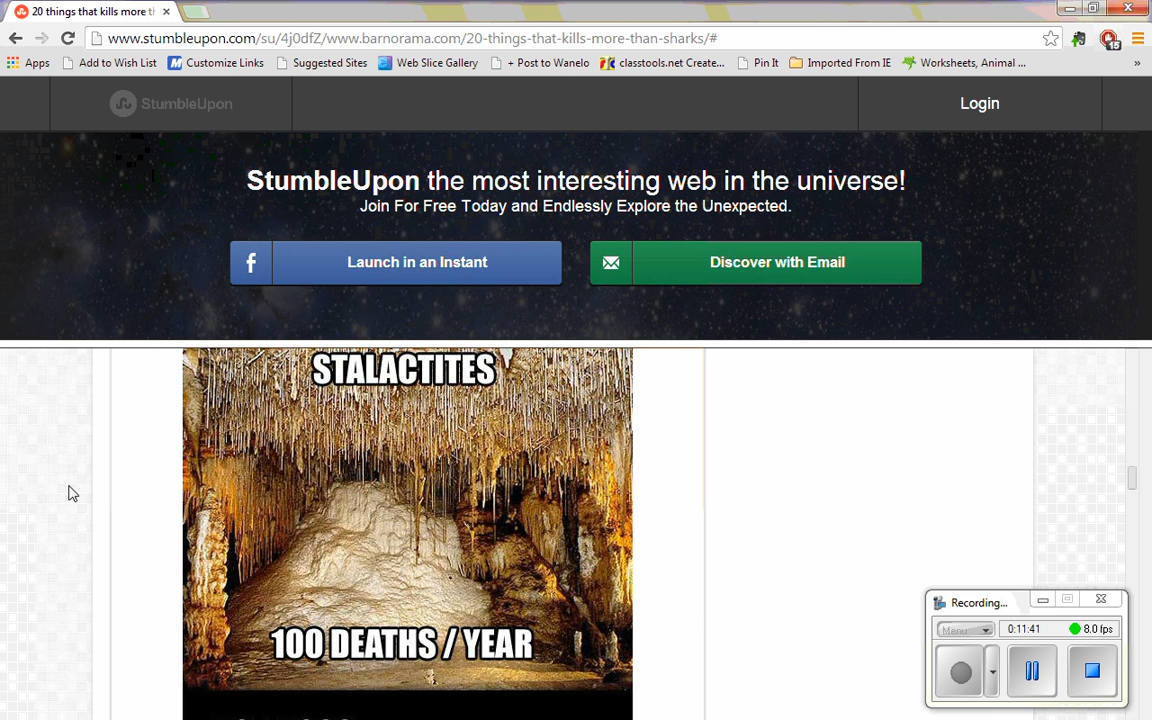 20 things that kills more t
www.stumbleupon.com/su/4j0dfZ/www.barnorama.com/20-things-that-kills-more-than-sharks/#
15
Apps Add to Wish List Customize Links Suggested Sites Web Slice Gallery + Post to Wanelo classtools.net Create... Pin It Imported From IE Worksheets, Animal ... »
StumbleUpon Login
StumbleUpon the most interesting web in the universe!
Join For Free Today and Endlessly Explore the Unexpected.
f Launch in an Instant Discover with Email
STALACTITES
100 DEATHS / YEAR
Recording...
Menu 0:11:41 8.0 fps